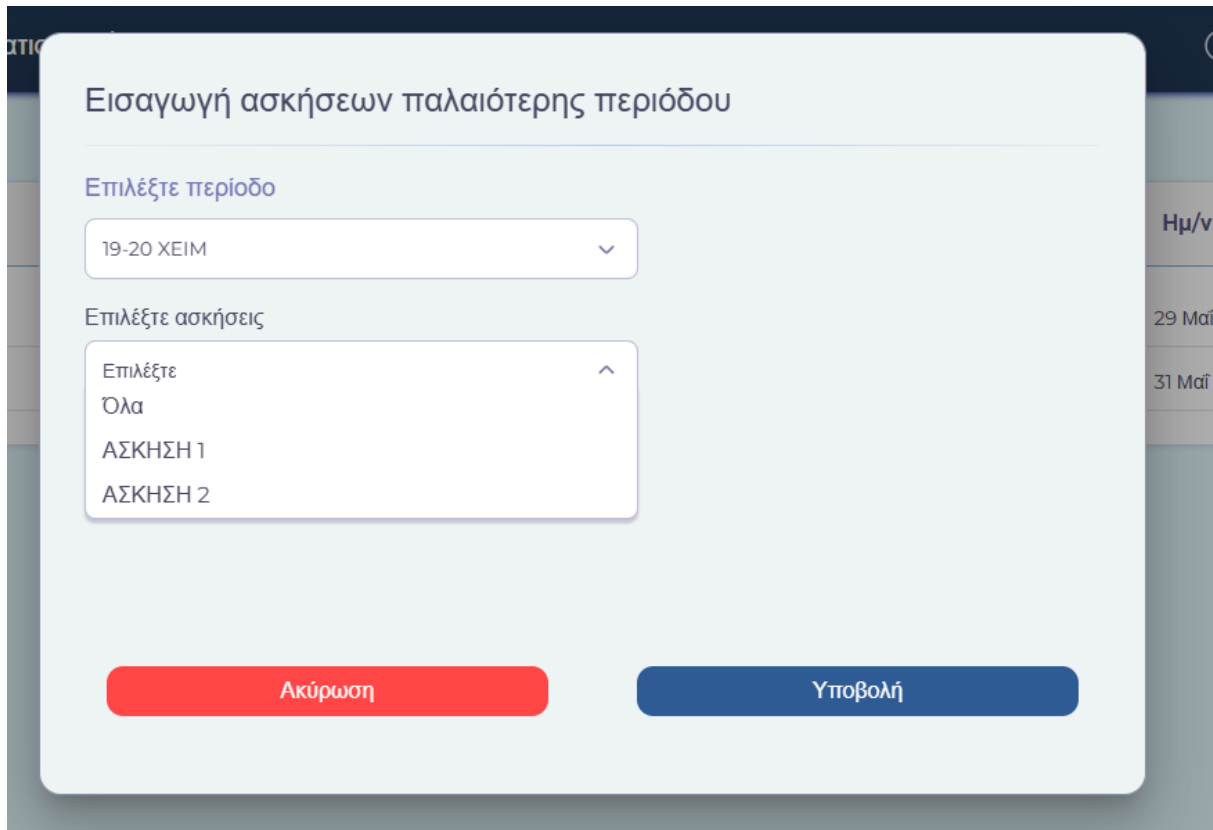 Εισαγωγή ασκήσεων παλαιότερης περιόδου
Επιλέξτε περίοδο
19-20 ΧΕΙΜ
Ημ/ν
Επιλέξτε ασκήσεις
29 Μαΐ
Επιλέξτε
31 Μαΐ
Όλα
ΑΣΚΗΣΗ 1
ΑΣΚΗΣΗ 2
Ακύρωση
Υποβολή